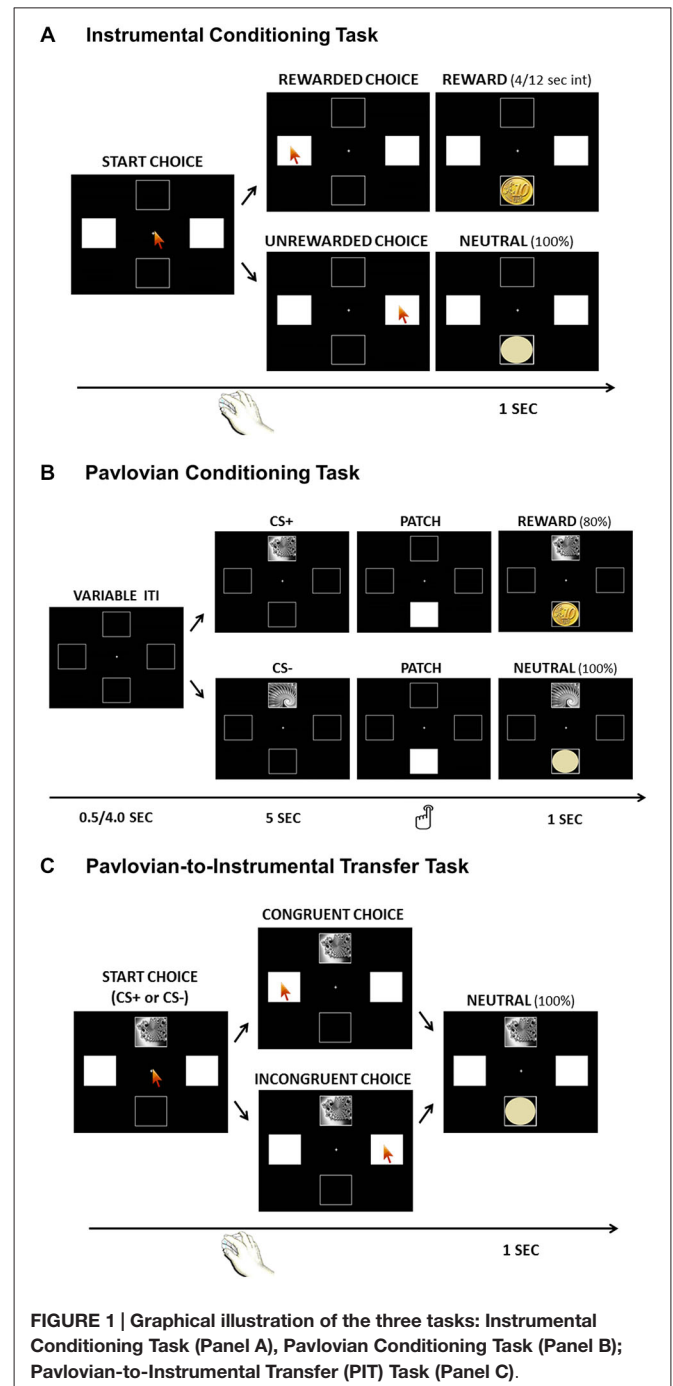 A Instrumental Conditioning Task
REWARDED CHOICE REWARD (4/12 sec int)
START CHOICE
10
UNREWARDED CHOICE NEUTRAL (100%)
1 SEC
B Pavlovian Conditioning Task
CS+ PATCH REWARD (80%)
VARIABLE ITI
10
CS- PATCH NEUTRAL (100%)
0.5/4.0 SEC 5 SEC 1 SEC
C Pavlovian-to-Instrumental Transfer Task
CONGRUENT CHOICE
START CHOICE
(CS+ or CS-)
NEUTRAL (100%)
INCONGRUENT CHOICE
1 SEC
FIGURE 1 | Graphical illustration of the three tasks: Instrumental
Conditioning Task (Panel A), Pavlovian Conditioning Task (Panel B);
Pavlovian-to-Instrumental Transfer (PIT) Task (Panel C).